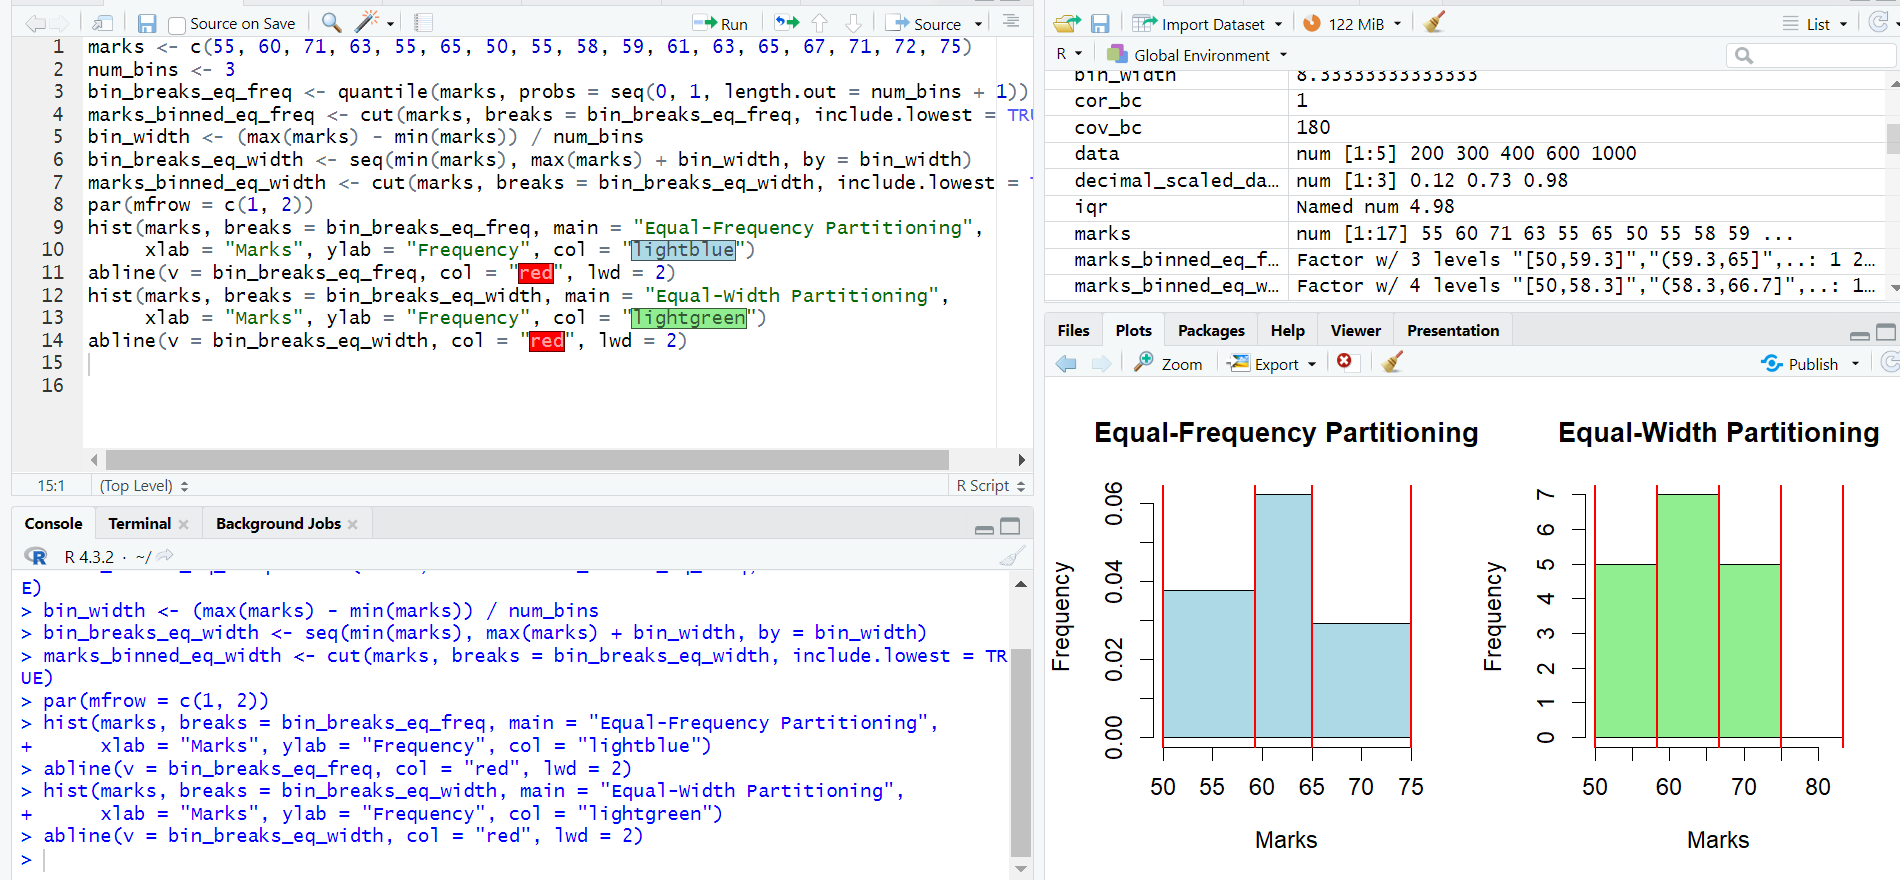 Source on Save
Run
Source
1 marks <- c(55, 60, 71, 63, 55, 65, 50, 55, 58, 59, 61, 63, 65, 67, 71, 72, 75)
2 num_bins <- 3
3 bin_breaks_eq_freq <- quantile(marks, probs = seq(0, 1, length.out = num_bins + 1))
4 marks_binned_eq_freq <- cut(marks, breaks = bin_breaks_eq_freq, include.lowest = TRU
5 bin_width <- (max(marks) - min(marks)) / num_bins
6 bin_breaks_eq_width <- seq(min(marks), max(marks) + bin_width, by = bin_width)
7 marks_binned_eq_width <- cut(marks, breaks = bin_breaks_eq_width, include.lowest =
8 par(mfrow = c(1, 2))
9 hist(marks, breaks = bin_breaks_eq_freq, main = "Equal-Frequency Partitioning",
10 xlab = "Marks", ylab = "Frequency", col = "lightblue")
11 abline(v = bin_breaks_eq_freq, col = "red", lwd = 2)
12 hist(marks, breaks = bin_breaks_eq_width, main = "Equal-Width Partitioning",
13 xlab = "Marks", ylab = "Frequency", col = "lightgreen")
14 abline(v = bin_breaks_eq_width, col = "red", lwd = 2)
15
16
15:1 (Top Level) R Script
Console Terminal Background Jobs
R R 4.3.2 · ~/
E)
> bin_width <- (max(marks) - min(marks)) / num_bins
> bin_breaks_eq_width <- seq(min(marks), max(marks) + bin_width, by = bin_width)
> marks_binned_eq_width <- cut(marks, breaks = bin_breaks_eq_width, include.lowest = TR
UE)
> par(mfrow = c(1, 2))
> hist(marks, breaks = bin_breaks_eq_freq, main = "Equal-Frequency Partitioning",
+ xlab = "Marks", ylab = "Frequency", col = "lightblue")
> abline(v = bin_breaks_eq_freq, col = "red", lwd = 2)
> hist(marks, breaks = bin_breaks_eq_width, main = "Equal-Width Partitioning",
+ xlab = "Marks", ylab = "Frequency", col = "lightgreen")
> abline(v = bin_breaks_eq_width, col = "red", lwd = 2)
>
Import Dataset 122 MiB List
R Global Environment
bin_width 8.33333333333333
cor_bc 1
cov_bc 180
data num [1:5] 200 300 400 600 1000
decimal_scaled_da… num [1:3] 0.12 0.73 0.98
iqr Named num 4.98
marks num [1:17] 55 60 71 63 55 65 50 55 58 59 ...
marks_binned_eq_f… Factor w/ 3 levels "[50,59.3]","(59.3,65]",..: 1 2…
marks_binned_eq_w… Factor w/ 4 levels "[50,58.3]","(58.3,66.7]",..: 1…
Files Plots Packages Help Viewer Presentation
Zoom Export Publish
Equal-Frequency Partitioning
Frequency
0.06
0.04
0.02
0.00
50 55 60 65 70 75
Marks
Equal-Width Partitioning
Frequency
7
6
5
4
3
2
1
0
50 60 70 80
Marks